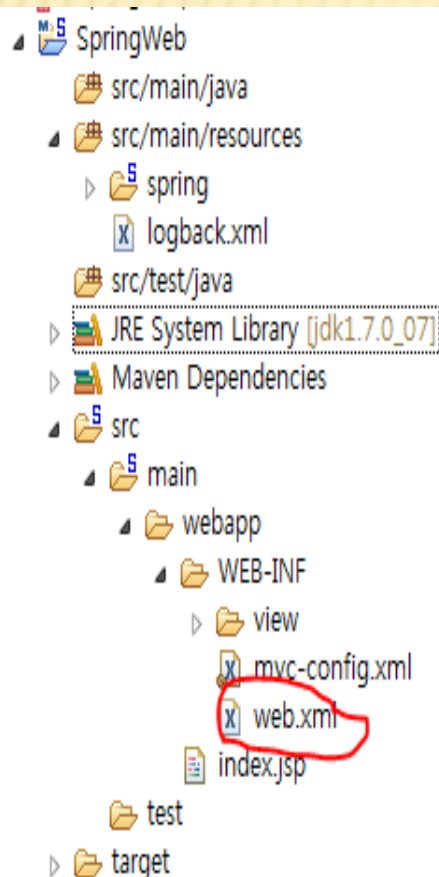 SpringWeb
src/main/java
src/main/resources
spring
logback.xml
src/test/java
JRE System Library [jdk1.7.0_07]
Maven Dependencies
src
main
webapp
WEB-INF
view
mvc-config.xml
web.xml
index.jsp
test
target